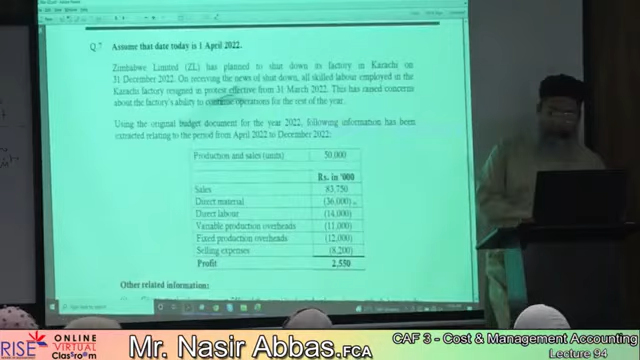 Q.7 Assume that date today is 1 April 2022.
Zimbabwe Limited (ZL) has planned to shut down its factory in Karachi on
31 December 2022. On receiving the news of shut down, all skilled labour employed in the
Karachi factory resigned in protest effective from 31 March 2022. This has raised concerns
about the factory's ability to continue operations for the rest of the year.
Using the original budget document for the year 2022, following information has been
extracted relating to the period from April 2022 to December 2022:
Production and sales (units) 50,000
Rs. in '000
Sales 83,750
Direct material (36,000)
Direct labour (14,000)
Variable production overheads (11,000)
Fixed production overheads (12,000)
Selling expenses (8,200)
Profit 2,550
Other related information:
RISE ONLINE VIRTUAL Classroom
Mr. Nasir Abbas, FCA
CAF 3 - Cost & Management Accounting
Lecture 94